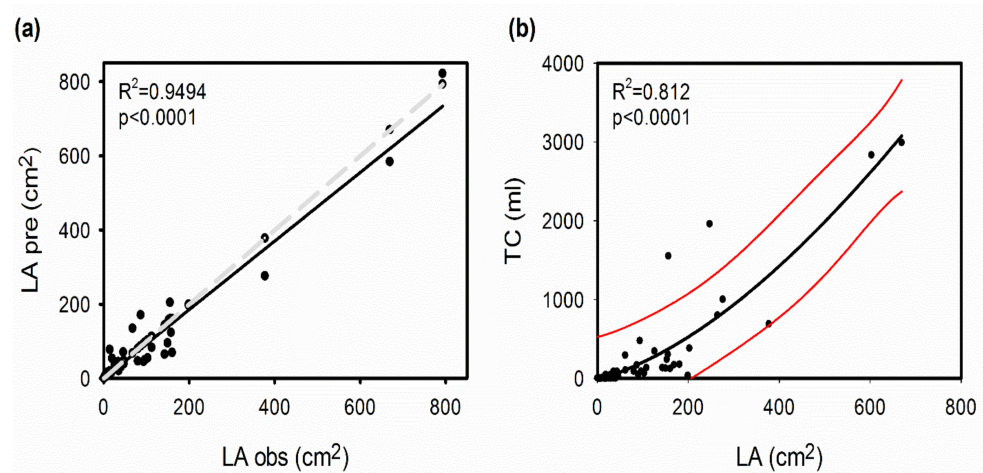 (a)
R²=0.9494
p<0.0001
800
600
400
200
0
0 200 400 600 800
LA pre (cm²)
LA obs (cm²)
(b)
R²=0.812
p<0.0001
4000
3000
2000
1000
0
0 200 400 600 800
TC (ml)
LA (cm²)